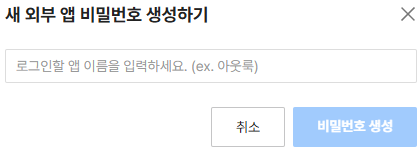 새 외부 앱 비밀번호 생성하기
로그인할 앱 이름을 입력하세요. (ex. 아웃룩)
취소
비밀번호 생성